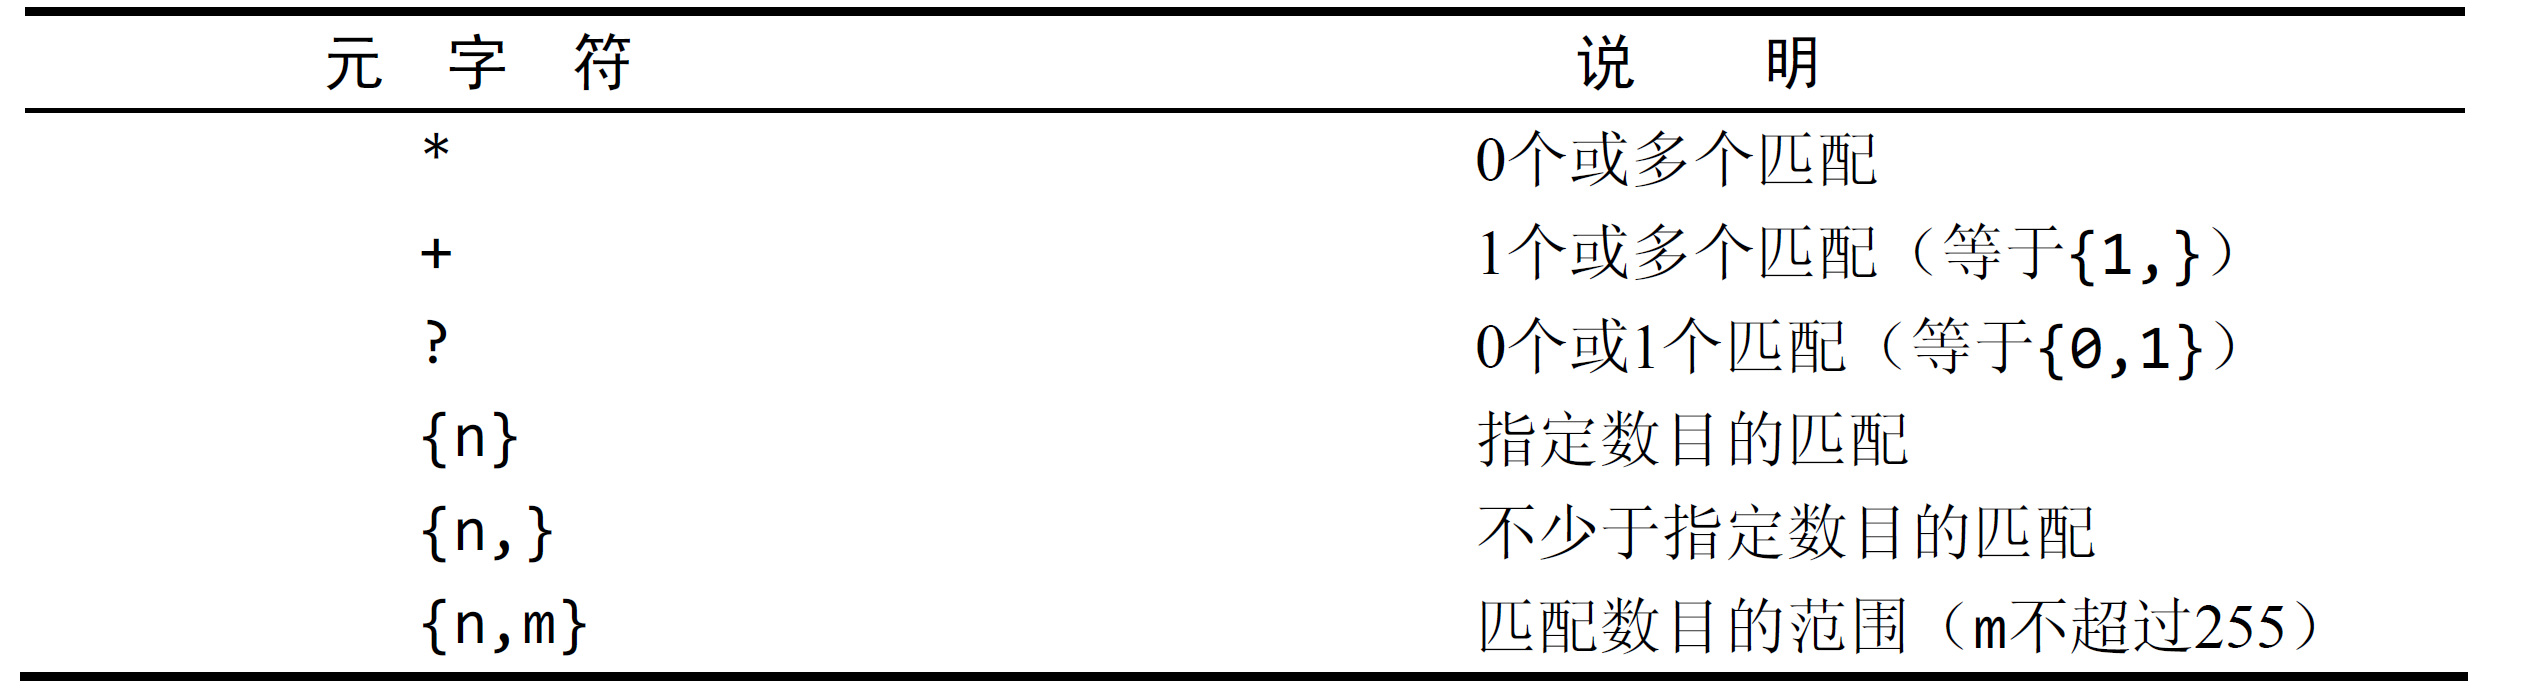 元 字 符 说 明
* 0个或多个匹配
+ 1个或多个匹配（等于{1,}）
? 0个或1个匹配（等于{0,1}）
{n} 指定数目的匹配
{n,} 不少于指定数目的匹配
{n,m} 匹配数目的范围（m不超过255）